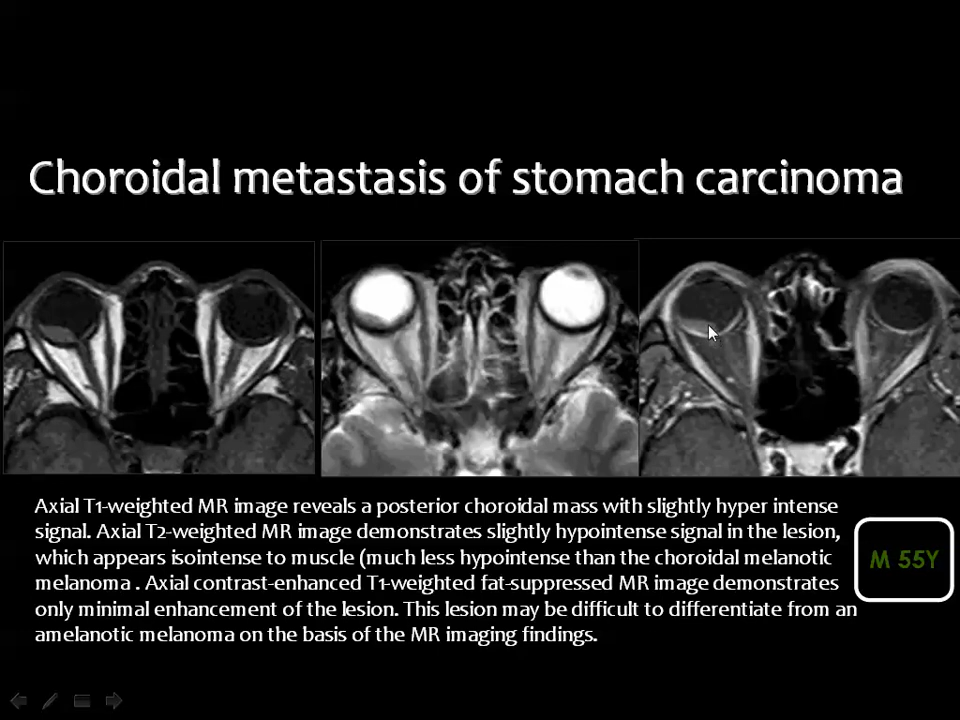 Choroidal metastasis of stomach carcinoma
Axial T1-weighted MR image reveals a posterior choroidal mass with slightly hyper intense
signal. Axial T2-weighted MR image demonstrates slightly hypointense signal in the lesion,
which appears isointense to muscle (much less hypointense than the choroidal melanotic
melanoma . Axial contrast-enhanced T1-weighted fat-suppressed MR image demonstrates
only minimal enhancement of the lesion. This lesion may be difficult to differentiate from an
amelanotic melanoma on the basis of the MR imaging findings.
M 55Y